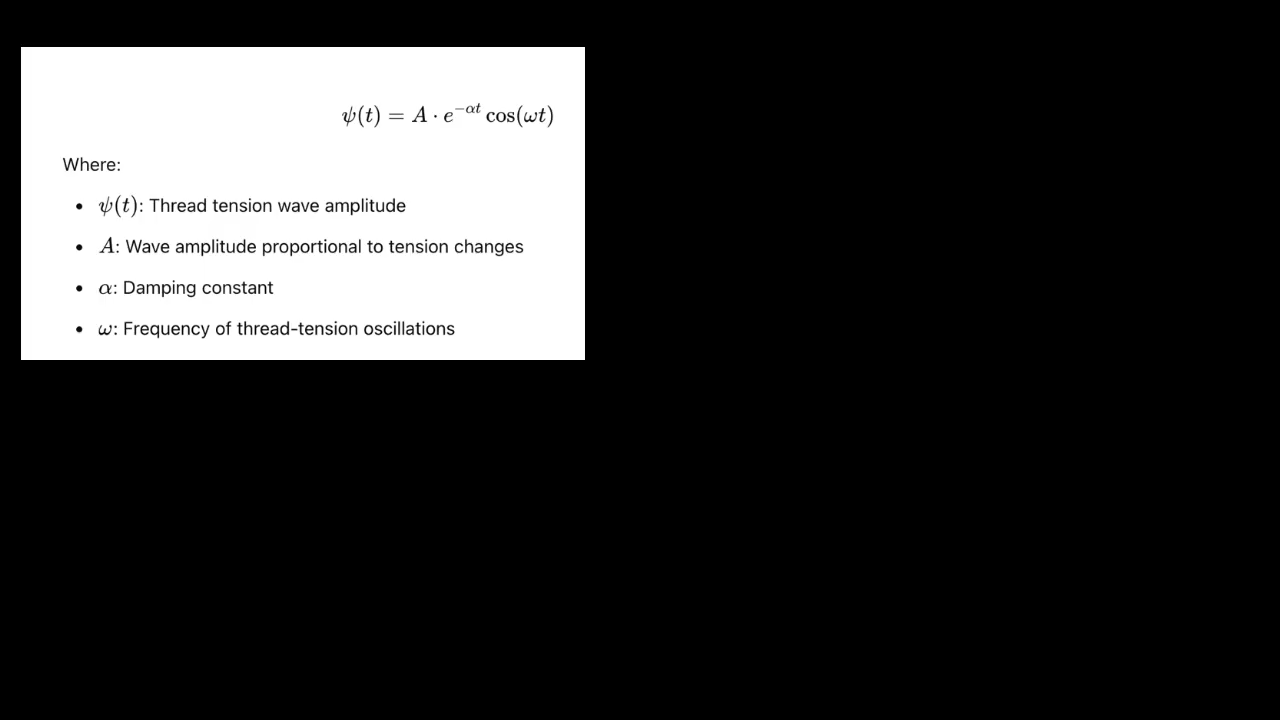 ψ(t) = A · e^{−αt} cos(ωt)
Where:
• ψ(t): Thread tension wave amplitude
• A: Wave amplitude proportional to tension changes
• α: Damping constant
• ω: Frequency of thread-tension oscillations